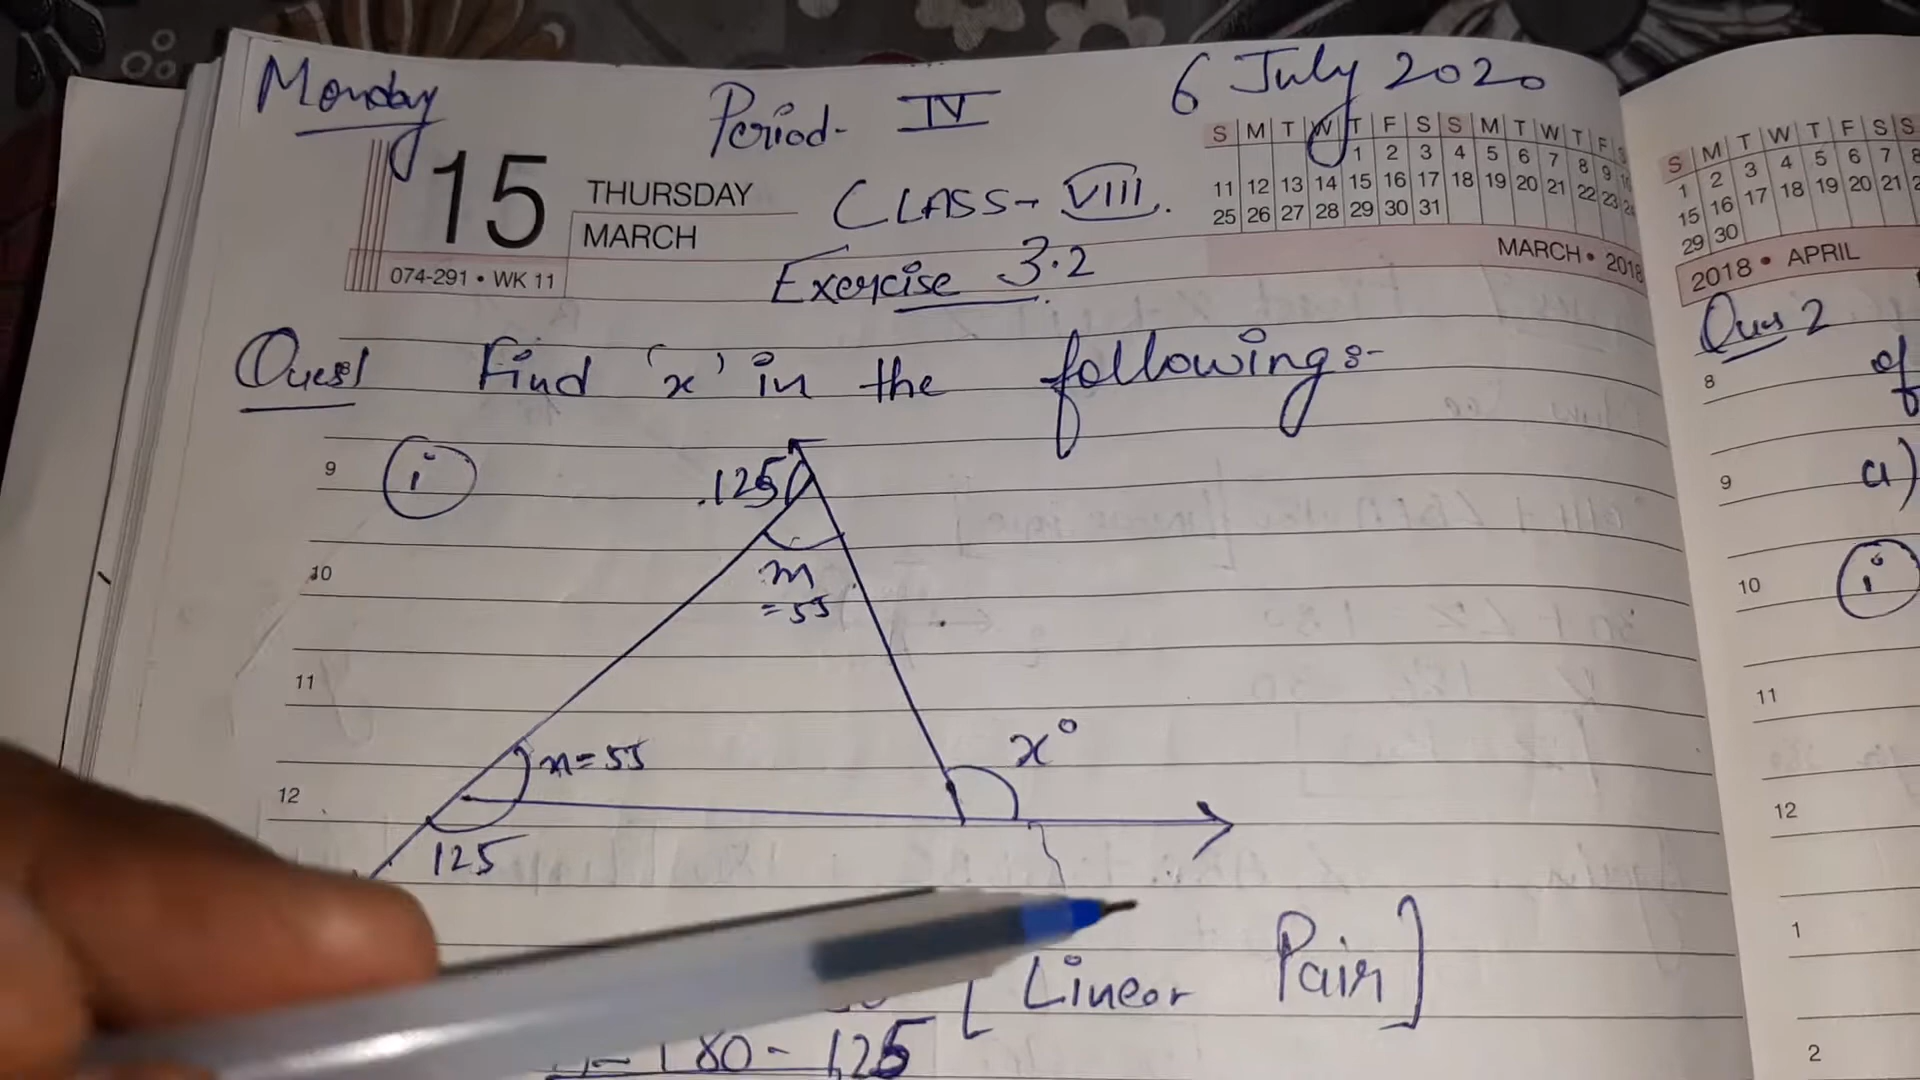 Monday Period- IV 6 July 2020
15 THURSDAY
MARCH
074-291 • WK 11
CLASS- VIII.
Exercise 3.2
S M T W T F S S M T W T F S
1 2 3 4 5 6 7 8 9 10
11 12 13 14 15 16 17 18 19 20 21 22 23 24
25 26 27 28 29 30 31
MARCH • 2018
Ques1 Find 'x' in the followings:-
9 i 125
m
10 = 55
11
x°
n = 55
12
125
[Linear Pair]
180 - 125
S M T W T F S S
1 2 3 4 5 6 7 8
15 16 17 18 19 20 21
29 30
2018 • APRIL
Ques 2
8 of
9 a)
10 i
11
12
1
2